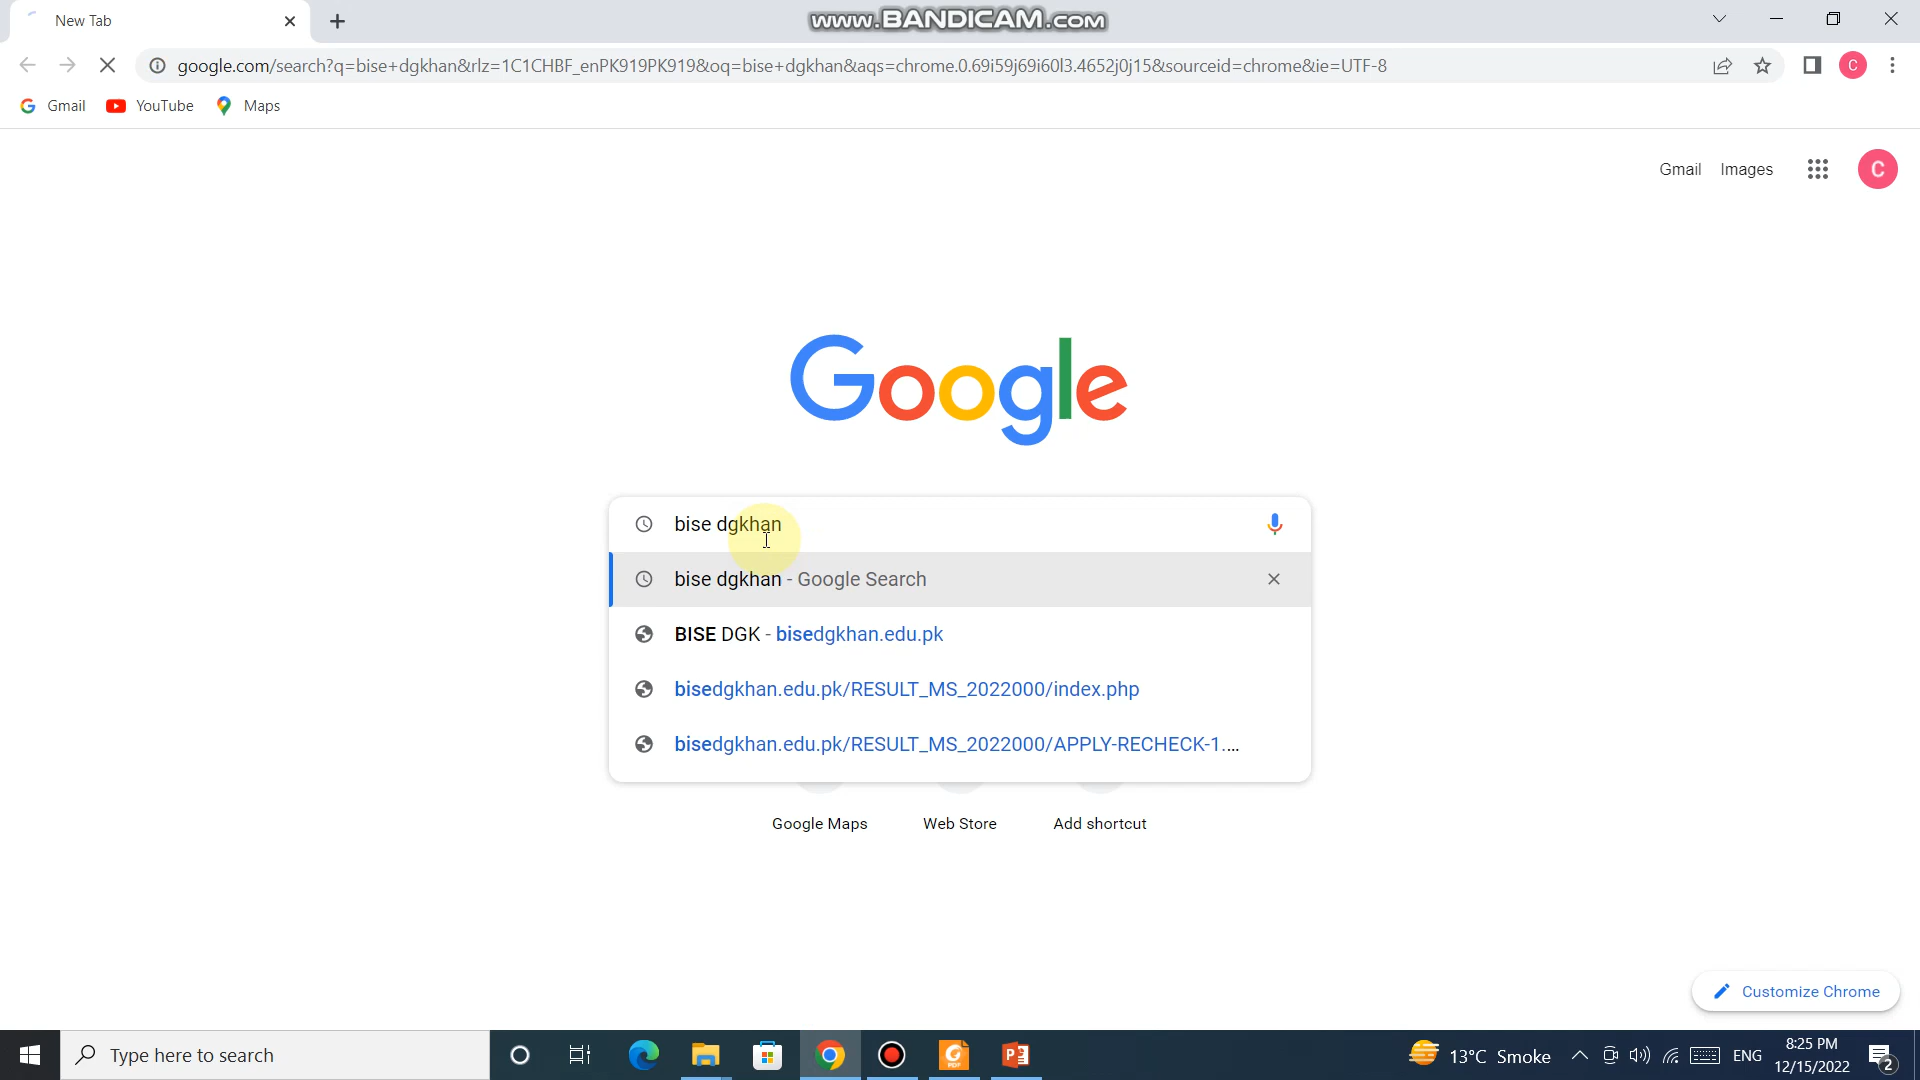 New Tab
www.BANDICAM.com
google.com/search?q=bise+dgkhan&rlz=1C1CHBF_enPK919PK919&oq=bise+dgkhan&aqs=chrome.0.69i59j69i60l3.4652j0j15&sourceid=chrome&ie=UTF-8
C
Gmail YouTube Maps
Gmail Images C
Google
bise dgkhan
bise dgkhan - Google Search
BISE DGK - bisedgkhan.edu.pk
bisedgkhan.edu.pk/RESULT_MS_2022000/index.php
bisedgkhan.edu.pk/RESULT_MS_2022000/APPLY-RECHECK-1....
Google Maps Web Store Add shortcut
Customize Chrome
Type here to search
13°C Smoke
ENG
8:25 PM
12/15/2022
2